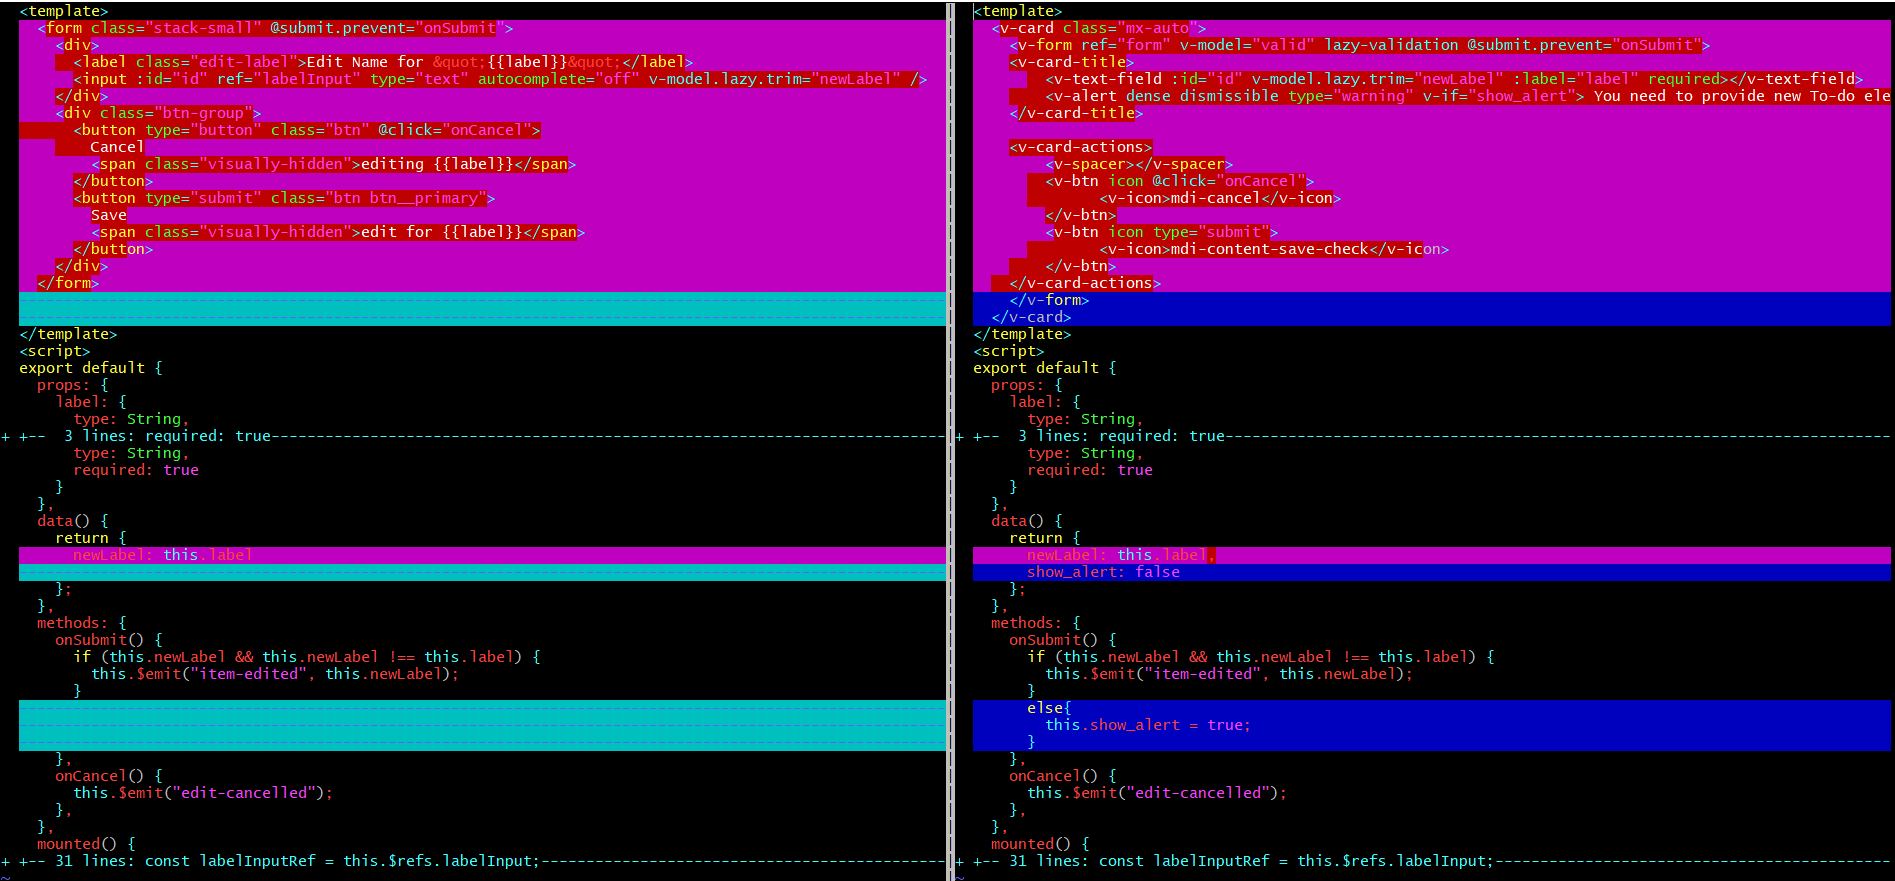 <template>
  <form class="stack-small" @submit.prevent="onSubmit">
    <div>
      <label class="edit-label">Edit Name for &quot;{{label}}&quot;</label>
      <input :id="id" ref="labelInput" type="text" autocomplete="off" v-model.lazy.trim="newLabel" />
    </div>
    <div class="btn-group">
      <button type="button" class="btn" @click="onCancel">
        Cancel
        <span class="visually-hidden">editing {{label}}</span>
      </button>
      <button type="submit" class="btn btn__primary">
        Save
        <span class="visually-hidden">edit for {{label}}</span>
      </button>
    </div>
  </form>
</template>
<script>
export default {
  props: {
    label: {
      type: String,
+ +--  3 lines: required: true---------------------------------------------------------------------------
      type: String,
      required: true
    }
  },
  data() {
    return {
      newLabel: this.label
    };
  },
  methods: {
    onSubmit() {
      if (this.newLabel && this.newLabel !== this.label) {
        this.$emit("item-edited", this.newLabel);
      }
    },
    onCancel() {
      this.$emit("edit-cancelled");
    },
  },
  mounted() {
+ +-- 31 lines: const labelInputRef = this.$refs.labelInput;---------------------------------------------
~
<template>
  <v-card class="mx-auto">
    <v-form ref="form" v-model="valid" lazy-validation @submit.prevent="onSubmit">
    <v-card-title>
        <v-text-field :id="id" v-model.lazy.trim="newLabel" :label="label" required></v-text-field>
        <v-alert dense dismissible type="warning" v-if="show_alert"> You need to provide new To-do ele
    </v-card-title>

    <v-card-actions>
        <v-spacer></v-spacer>
        <v-btn icon @click="onCancel">
              <v-icon>mdi-cancel</v-icon>
        </v-btn>
        <v-btn icon type="submit">
              <v-icon>mdi-content-save-check</v-icon>
        </v-btn>
    </v-card-actions>
    </v-form>
  </v-card>
</template>
<script>
export default {
  props: {
    label: {
      type: String,
+ +--  3 lines: required: true--------------------------------------------------------------------------
      type: String,
      required: true
    }
  },
  data() {
    return {
      newLabel: this.label,
      show_alert: false
    };
  },
  methods: {
    onSubmit() {
      if (this.newLabel && this.newLabel !== this.label) {
        this.$emit("item-edited", this.newLabel);
      }
      else{
        this.show_alert = true;
      }
    },
    onCancel() {
      this.$emit("edit-cancelled");
    },
  },
  mounted() {
+ +-- 31 lines: const labelInputRef = this.$refs.labelInput;--------------------------------------------
~